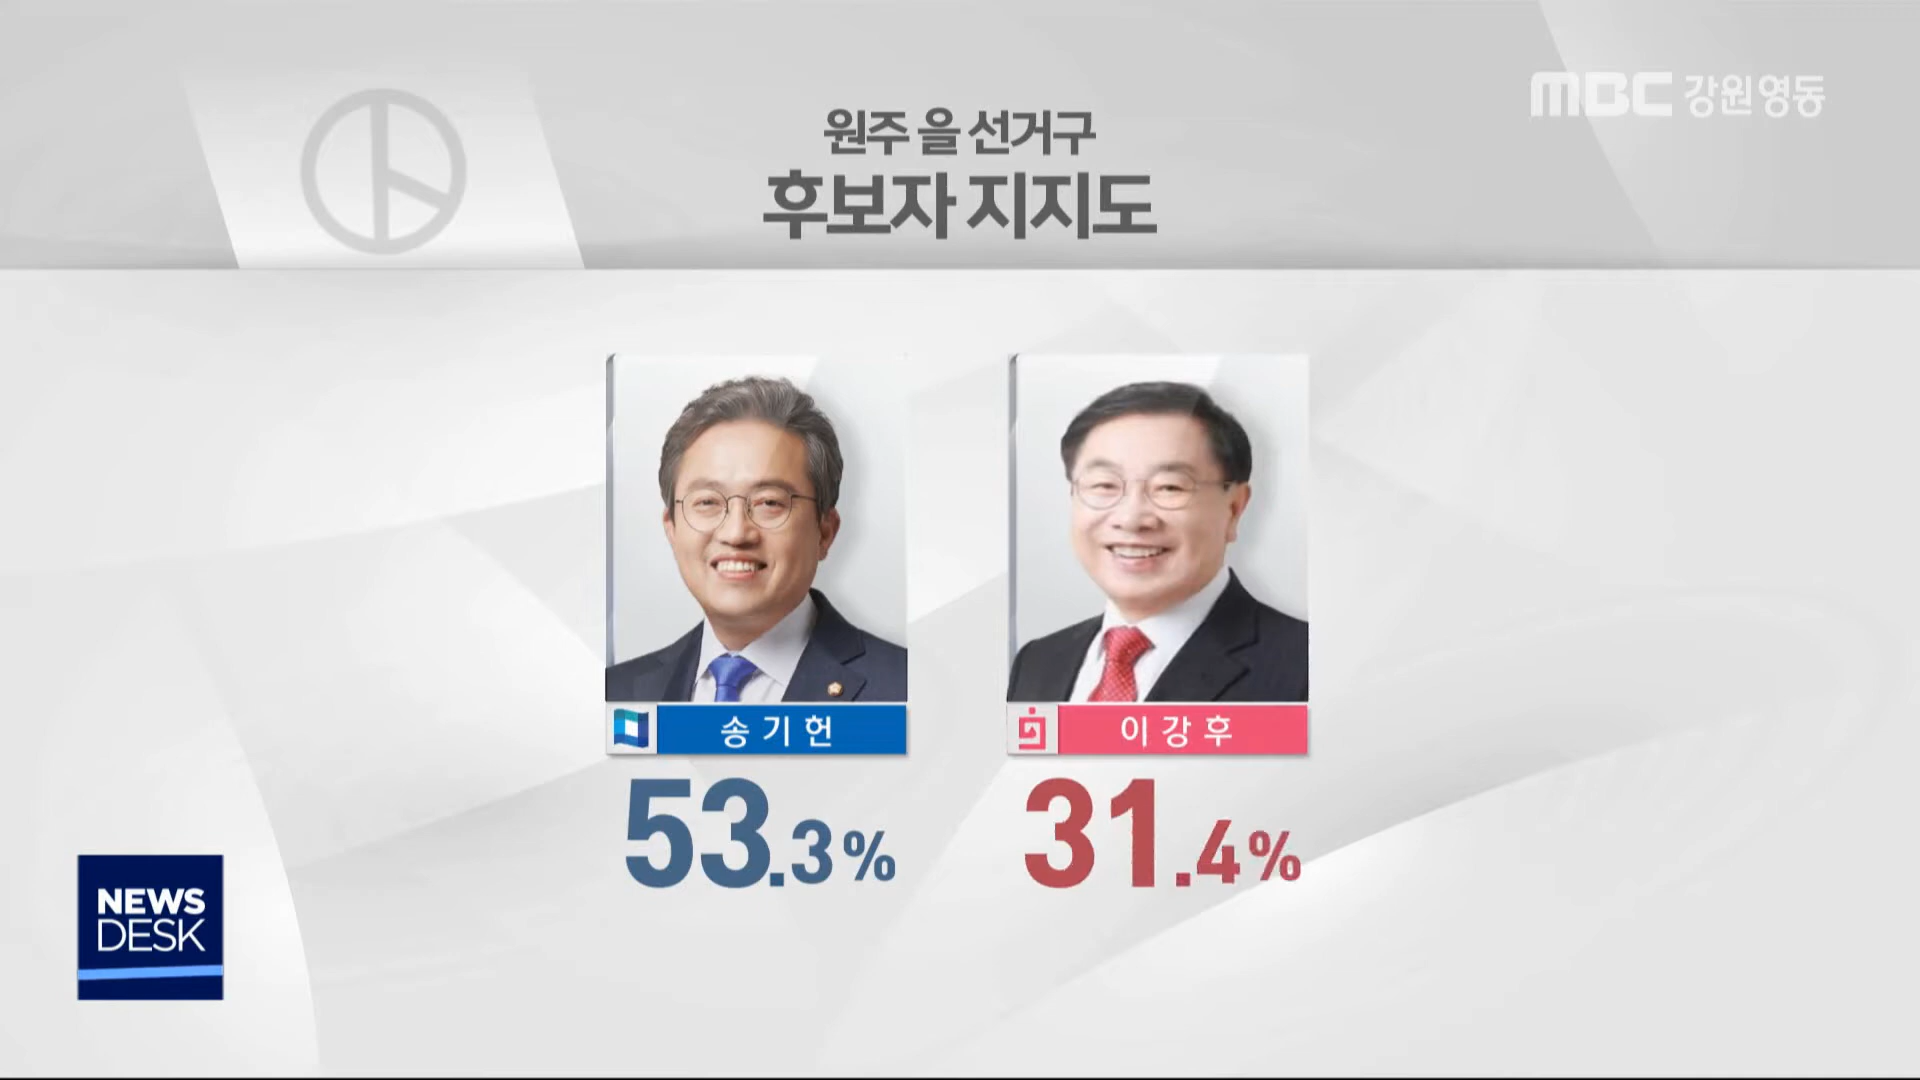 MBC 강원영동
원주 을 선거구
후보자 지지도
송기헌
이강후
53.3%
31.4%
NEWS
DESK